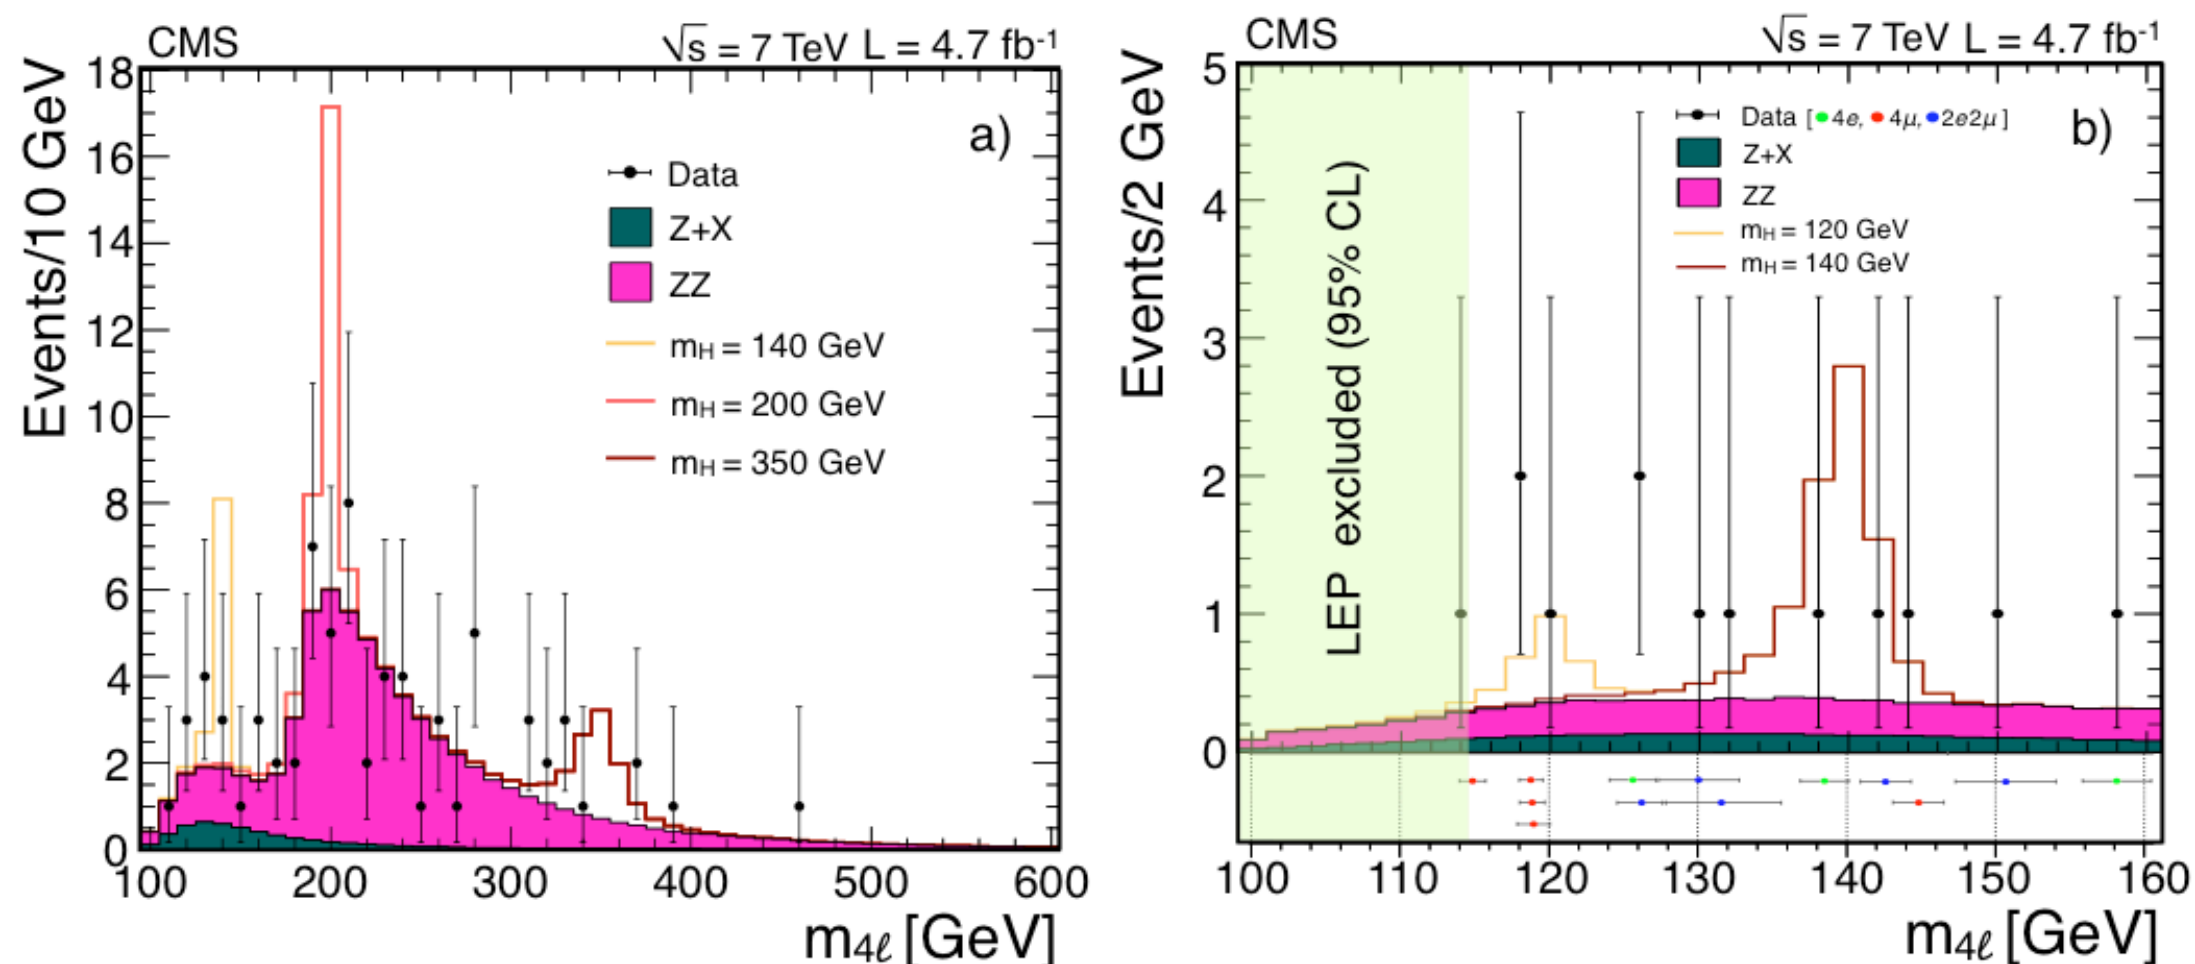 CMS
√s = 7 TeV L = 4.7 fb-1
Events/10 GeV
18
16
14
12
10
8
6
4
2
0
a)
Data
Z+X
ZZ
mH = 140 GeV
mH = 200 GeV
mH = 350 GeV
100 200 300 400 500 600
m4ℓ [GeV]
CMS
√s = 7 TeV L = 4.7 fb-1
Events/2 GeV
5
4
3
2
1
0
LEP excluded (95% CL)
b)
Data [ 4e, 4μ, 2e2μ ]
Z+X
ZZ
mH = 120 GeV
mH = 140 GeV
100 110 120 130 140 150 160
m4ℓ [GeV]